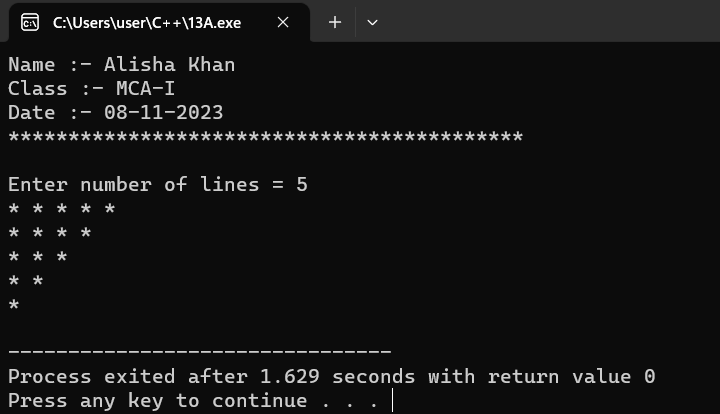 C:\Users\user\C++\13A.exe
Name :- Alisha Khan
Class :- MCA-I
Date :- 08-11-2023
*******************************************
Enter number of lines = 5
* * * * *
* * * *
* * *
* *
*
--------------------------------
Process exited after 1.629 seconds with return value 0
Press any key to continue . . .